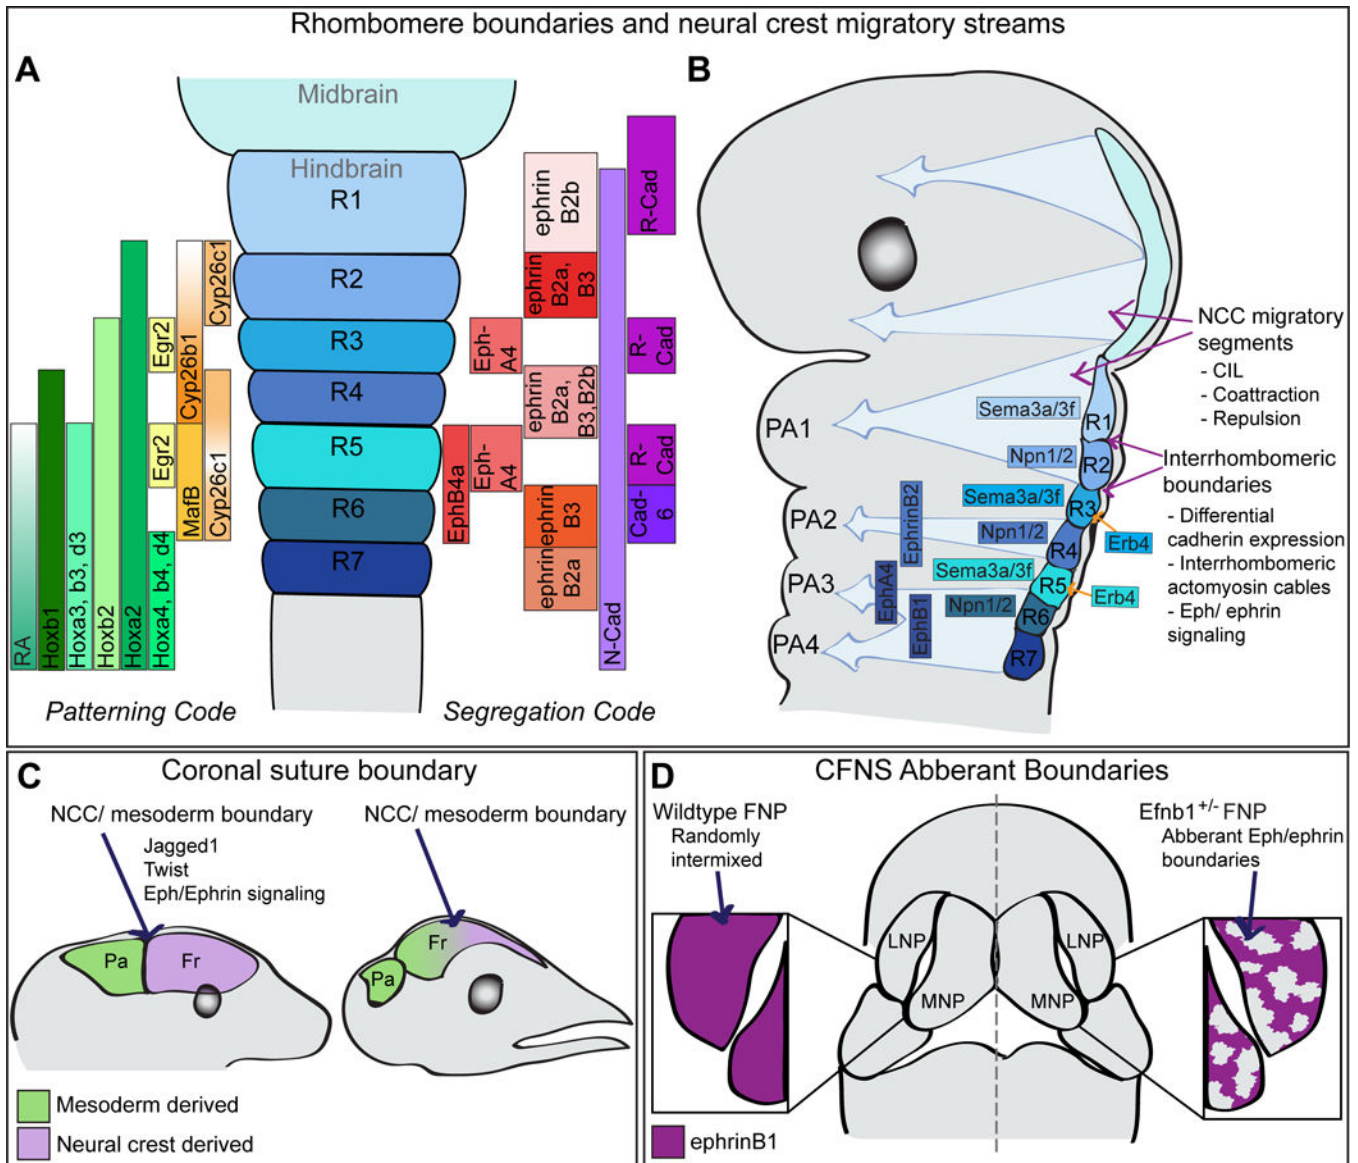 Rhombomere boundaries and neural crest migratory streams
A
Midbrain
Hindbrain
R1
R2
R3
R4
R5
R6
R7
RA
Hoxb1
Hoxa3, b3, d3
Hoxb2
Hoxa2
Egr2
Egr2
Hoxa4, b4, d4
Cyp26b1
MafB
Cyp26c1
Cyp26c1
Patterning Code
EphB4a
Eph-
A4
Eph-
A4
ephrin
B2b
ephrin
B2a,
B3
ephrin
B2a,
B3,B2b
ephrin
B3
ephrin
B2a
N-Cad
R-Cad
R-
Cad
R-
Cad
Cad-
6
Segregation Code
B
PA1
PA2
PA3
PA4
Sema3a/3f
Npn1/2
Sema3a/3f
Npn1/2
Sema3a/3f
Npn1/2
EphrinB2
EphA4
EphB1
R1
R2
R3
R4
R5
R6
R7
Erb4
Erb4
NCC migratory
segments
- CIL
- Coattraction
- Repulsion
Interrhombomeric
boundaries
- Differential
cadherin expression
- Interrhombomeric
actomyosin cables
- Eph/ ephrin
signaling
C
Coronal suture boundary
NCC/ mesoderm boundary
Jagged1
Twist
Eph/Ephrin signaling
NCC/ mesoderm boundary
Pa
Fr
Pa
Fr
Mesoderm derived
Neural crest derived
D
CFNS Abberant Boundaries
Wildtype FNP
Randomly
intermixed
Efnb1+/- FNP
Abberant Eph/ephrin
boundaries
LNP
LNP
MNP
MNP
ephrinB1